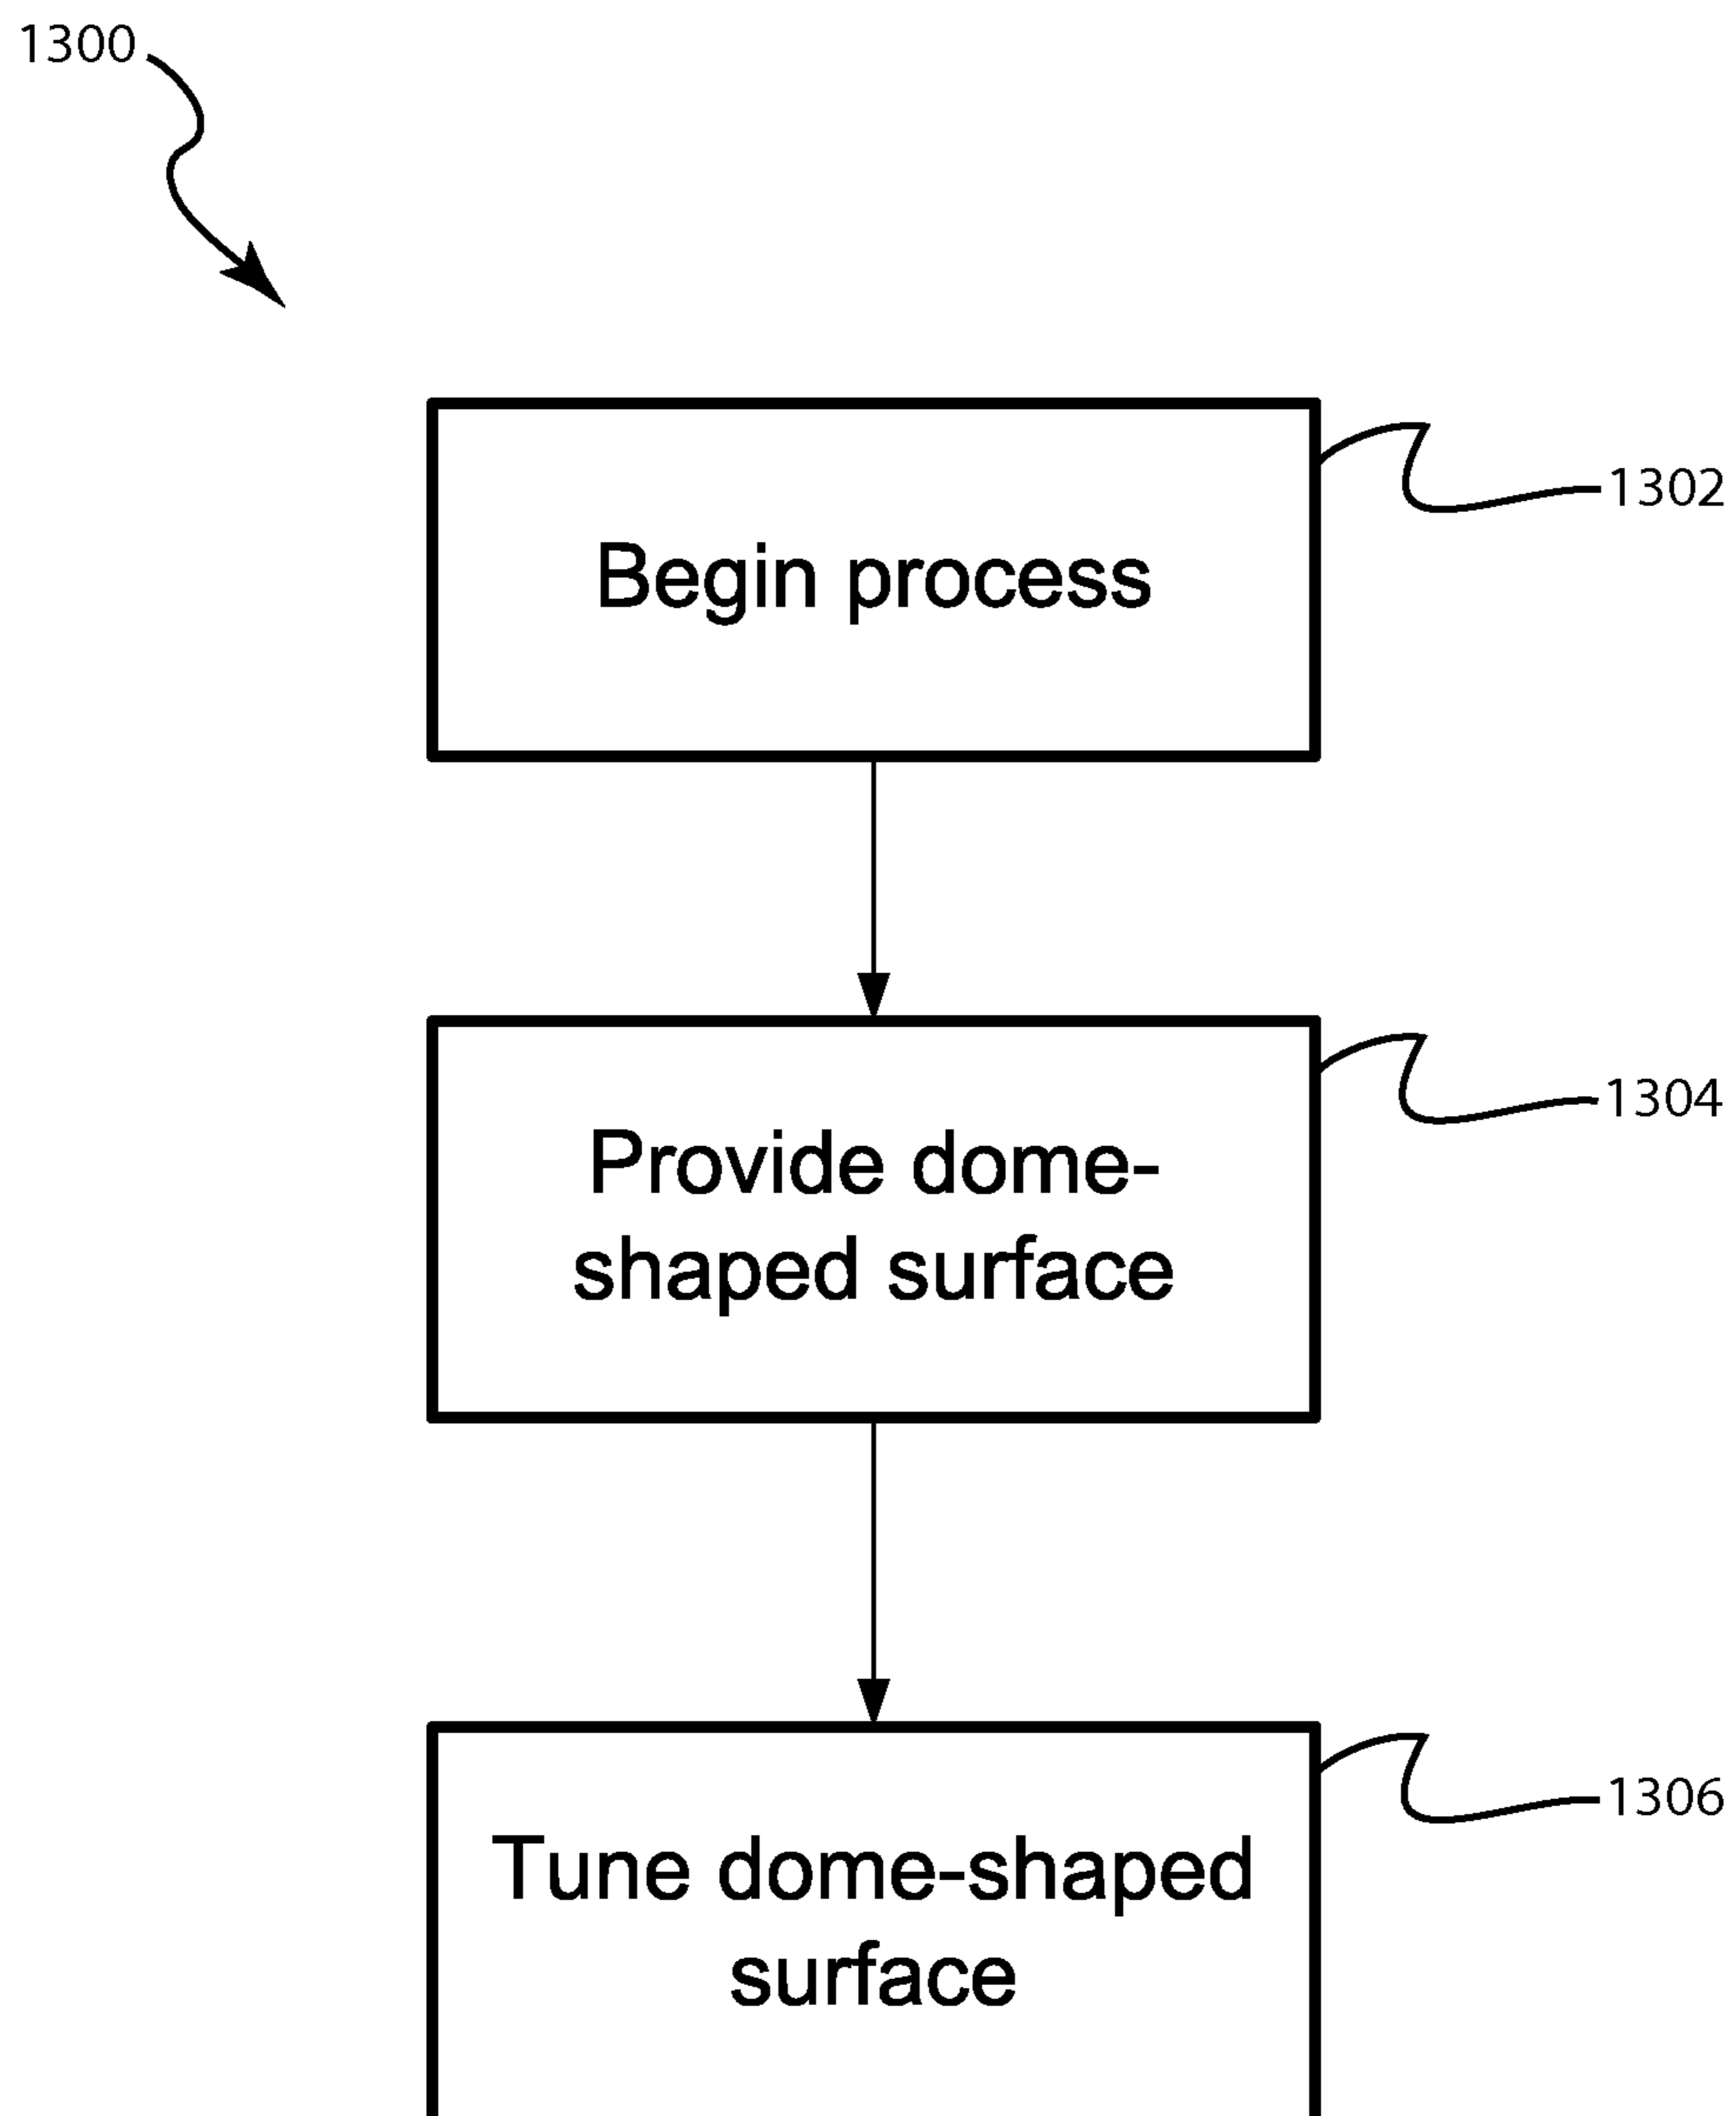 1300
1302
Begin process
1304
Provide dome-
shaped surface
1306
Tune dome-shaped
surface